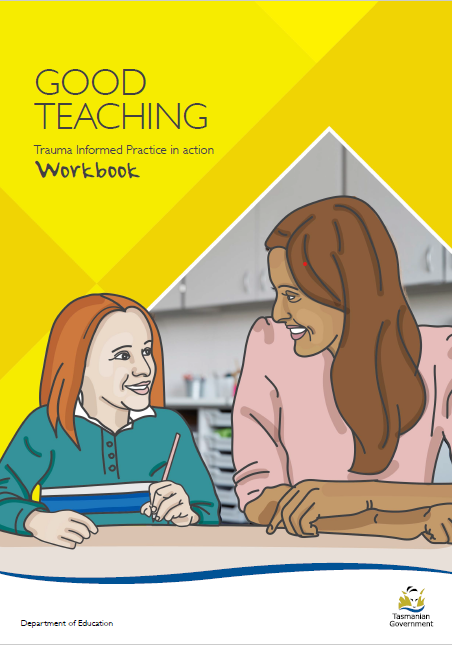 GOOD
TEACHING
Trauma Informed Practice in action
Workbook
Department of Education
Tasmanian
Government